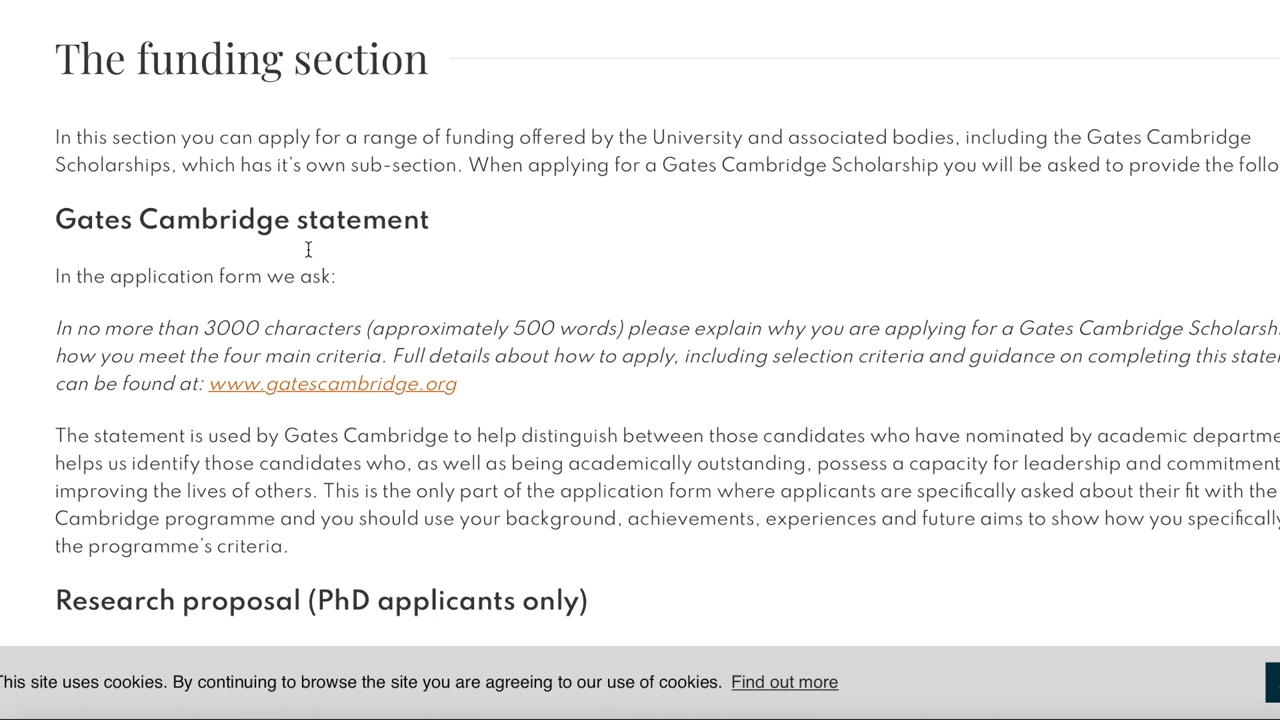 The funding section
In this section you can apply for a range of funding offered by the University and associated bodies, including the Gates Cambridge
Scholarships, which has it's own sub-section. When applying for a Gates Cambridge Scholarship you will be asked to provide the follo
Gates Cambridge statement
In the application form we ask:
In no more than 3000 characters (approximately 500 words) please explain why you are applying for a Gates Cambridge Scholarsh
how you meet the four main criteria. Full details about how to apply, including selection criteria and guidance on completing this state
can be found at: www.gatescambridge.org
The statement is used by Gates Cambridge to help distinguish between those candidates who have nominated by academic departme
helps us identify those candidates who, as well as being academically outstanding, possess a capacity for leadership and commitment
improving the lives of others. This is the only part of the application form where applicants are specifically asked about their fit with the
Cambridge programme and you should use your background, achievements, experiences and future aims to show how you specifically
the programme's criteria.
Research proposal (PhD applicants only)
This site uses cookies. By continuing to browse the site you are agreeing to our use of cookies. Find out more